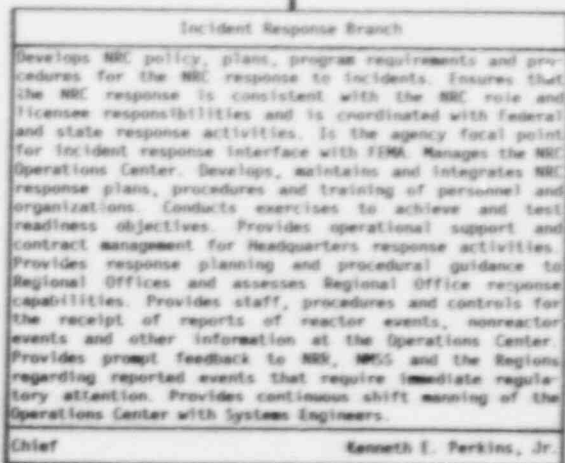 Incident Response Branch
Develops NRC policy, plans, program requirements and pro-
cedures for the NRC response to incidents. Ensures that
the NRC response is consistent with the NRC role and
licensee responsibilities and is coordinated with Federal
and state response activities. Is the agency focal point
for incident response interface with FEMA. Manages the NRC
Operations Center. Develops, maintains and integrates NRC
response plans, procedures and training of personnel and
organizations. Conducts exercises to achieve and test
readiness objectives. Provides operational support and
contract management for Headquarters response activities.
Provides response planning and procedural guidance to
Regional Offices and assesses Regional Office response
capabilities. Provides staff, procedures and controls for
the receipt of reports of reactor events, nonreactor
events and other information at the Operations Center.
Provides prompt feedback to NRR, NMSS and the Regions
regarding reported events that require immediate regula-
tory attention. Provides continuous shift manning of the
Operations Center with Systems Engineers.
Chief Kenneth E. Perkins, Jr.